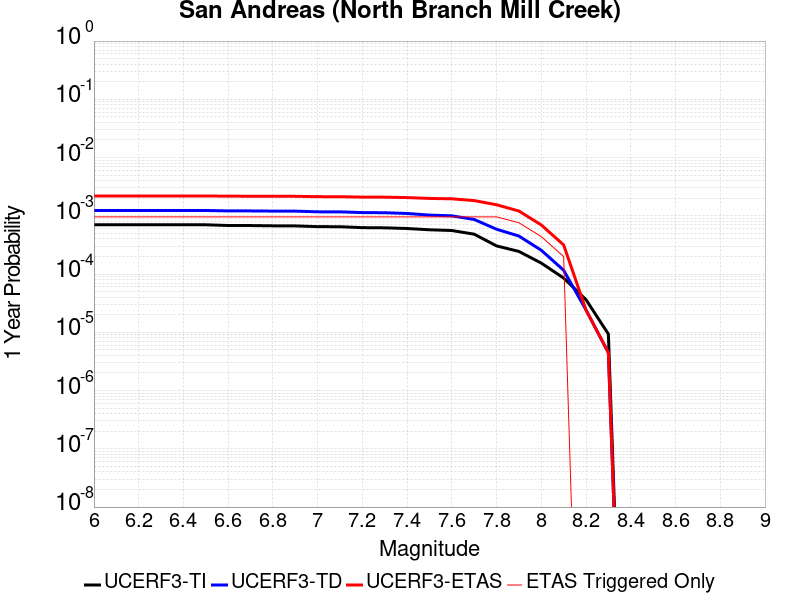 San Andreas (North Branch Mill Creek)
10^0
10^-1
10^-2
10^-3
10^-4
10^-5
10^-6
10^-7
10^-8
1 Year Probability
6 6.2 6.4 6.6 6.8 7 7.2 7.4 7.6 7.8 8 8.2 8.4 8.6 8.8 9
Magnitude
UCERF3-TI UCERF3-TD UCERF3-ETAS ETAS Triggered Only